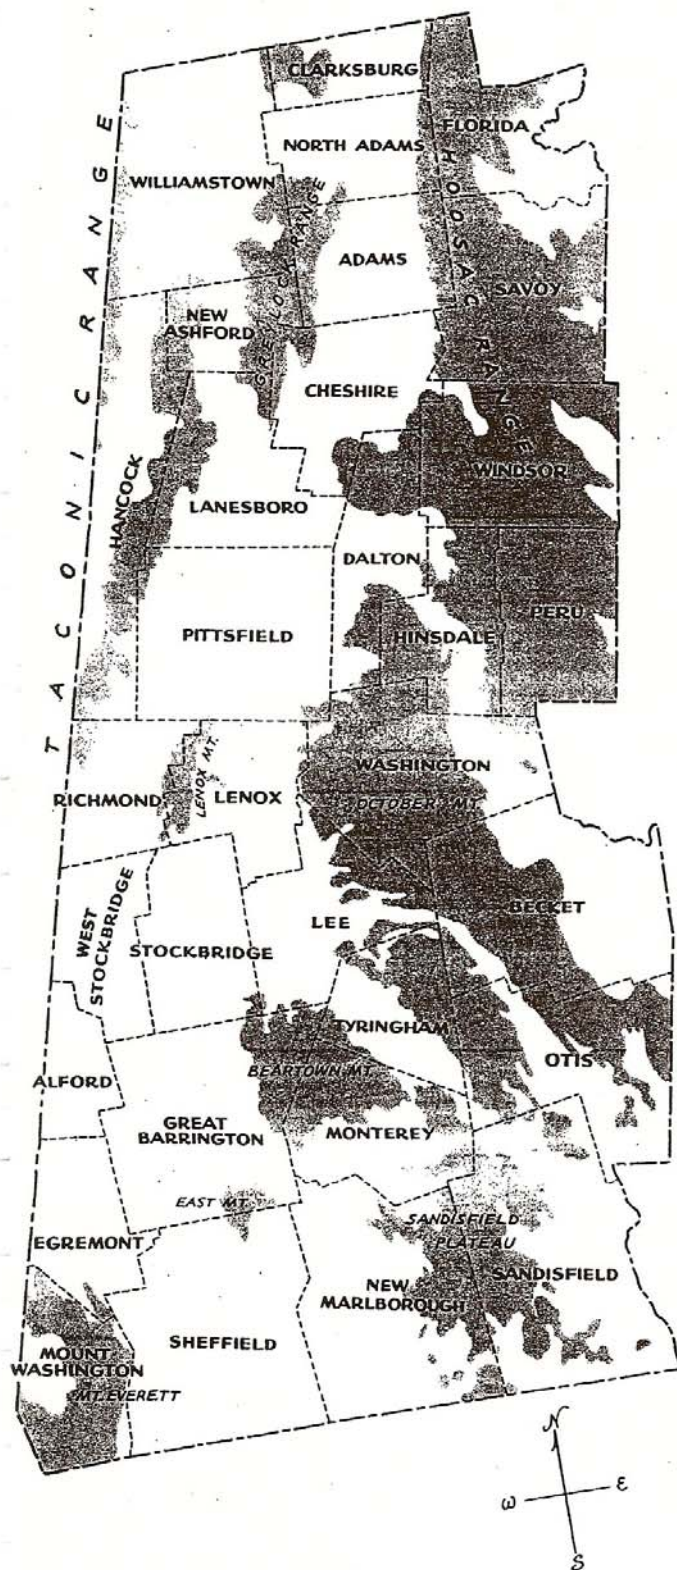 CLARKSBURG
FLORIDA
NORTH ADAMS
HOOSAC RANGE
WILLIAMSTOWN
TACONIC RANGE
GREYLOCK RANGE
ADAMS
SAVOY
NEW
ASHFORD
CHESHIRE
WINDSOR
HANCOCK
LANESBORO
DALTON
PERU
PITTSFIELD
HINSDALE
WASHINGTON
LENOX MT.
RICHMOND
LENOX
OCTOBER MT.
BECKET
WEST
STOCKBRIDGE
STOCKBRIDGE
LEE
TYRINGHAM
OTIS
BEARTOWN MT.
ALFORD
GREAT
BARRINGTON
MONTEREY
EAST MT.
SANDISFIELD
PLATEAU
EGREMONT
SANDISFIELD
NEW
MARLBOROUGH
SHEFFIELD
MOUNT
WASHINGTON
MT. EVERETT
N
W E
S